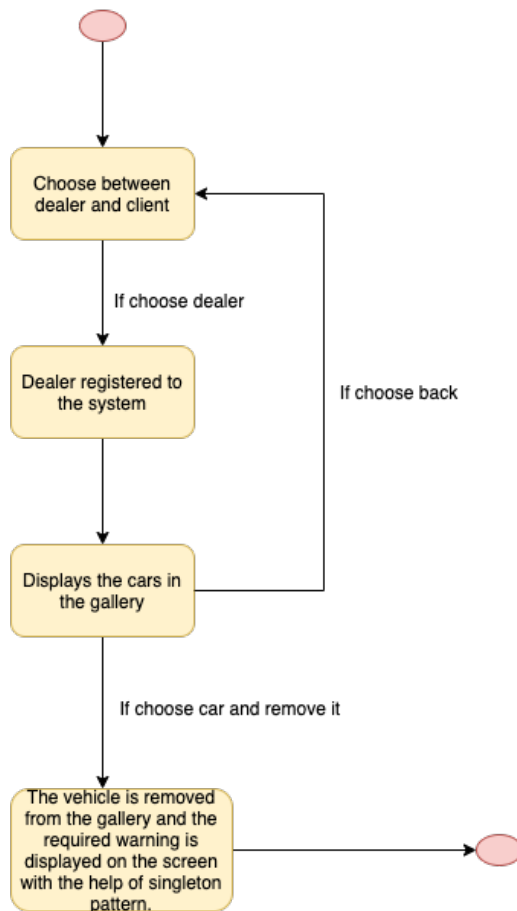 Choose between
dealer and client
If choose dealer
Dealer registered to
the system
If choose back
Displays the cars in
the gallery
If choose car and remove it
The vehicle is removed
from the gallery and the
required warning is
displayed on the screen
with the help of singleton
pattern.